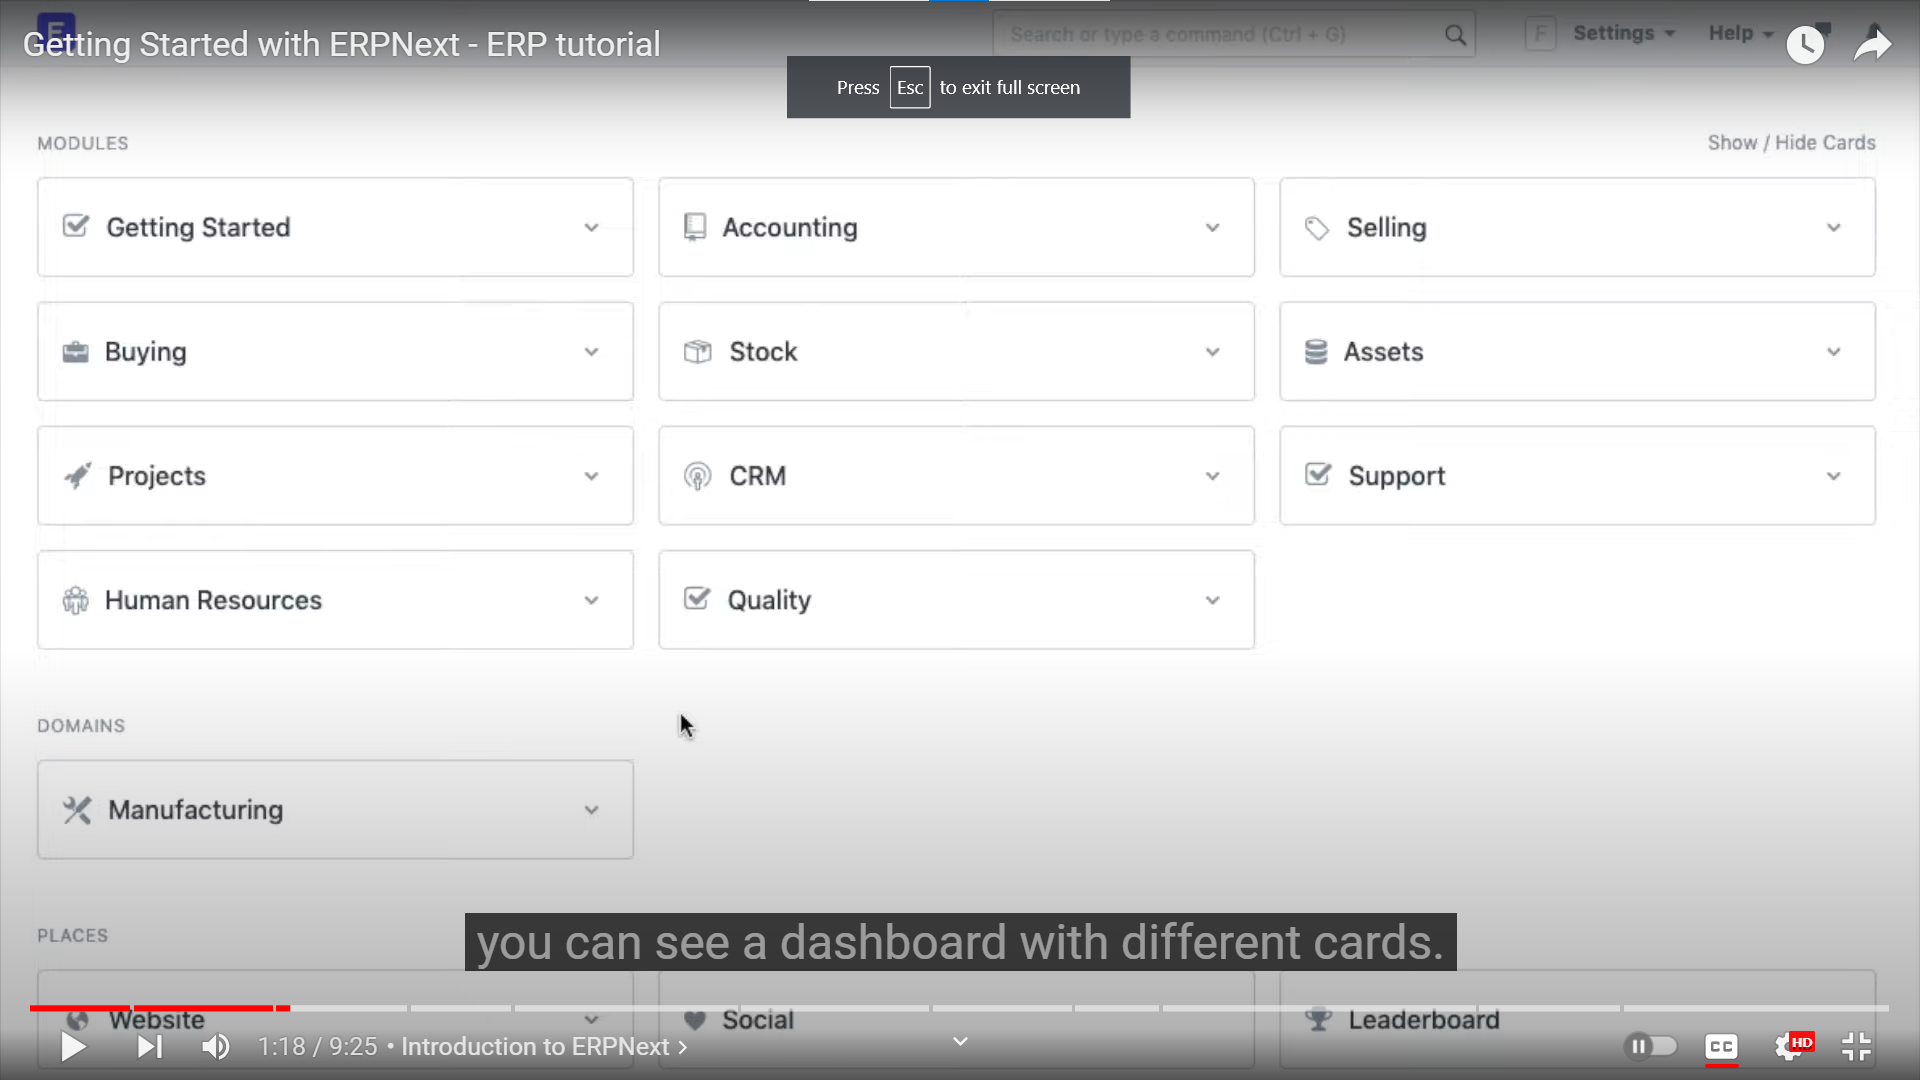 E
Getting Started with ERPNext - ERP tutorial
Search or type a command (Ctrl + G)
F
Settings
Help
Press Esc to exit full screen
MODULES
Show / Hide Cards
Getting Started
Accounting
Selling
Buying
Stock
Assets
Projects
CRM
Support
Human Resources
Quality
DOMAINS
Manufacturing
PLACES
you can see a dashboard with different cards.
Website
Social
Leaderboard
1:18 / 9:25 • Introduction to ERPNext >
CC
HD